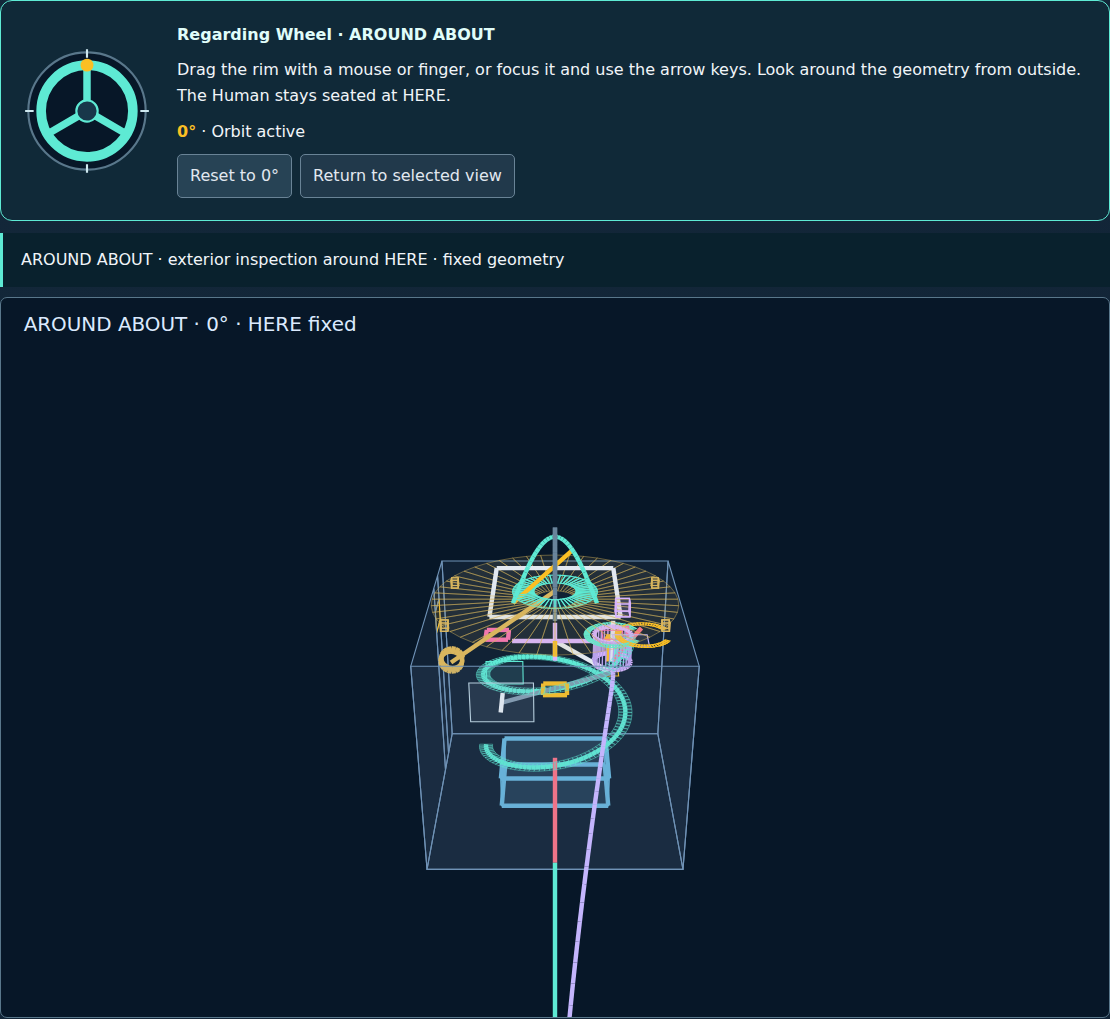 Regarding Wheel · AROUND ABOUT
Drag the rim with a mouse or finger, or focus it and use the arrow keys. Look around the geometry from outside.
The Human stays seated at HERE.
0° · Orbit active
Reset to 0°
Return to selected view
AROUND ABOUT · exterior inspection around HERE · fixed geometry
AROUND ABOUT · 0° · HERE fixed